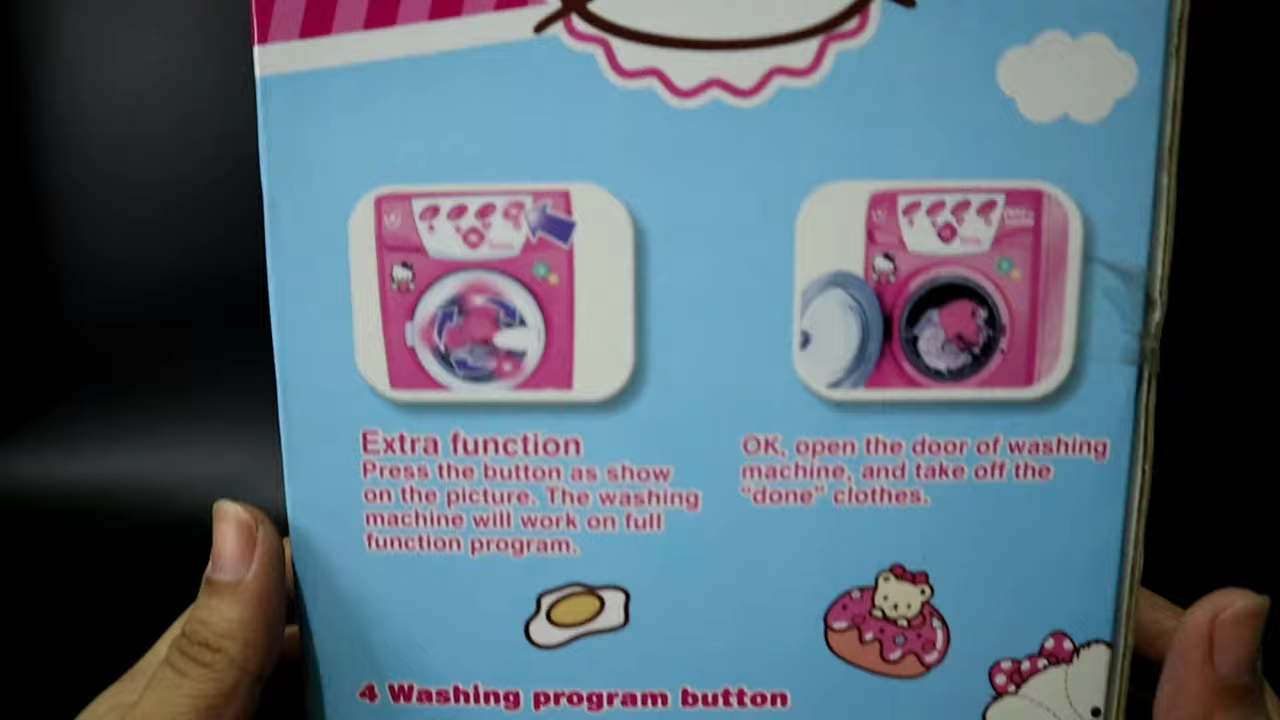 Extra function
Press the button as show
on the picture. The washing
machine will work on full
function program.
OK, open the door of washing
machine, and take off the
“done” clothes.
4 Washing program button